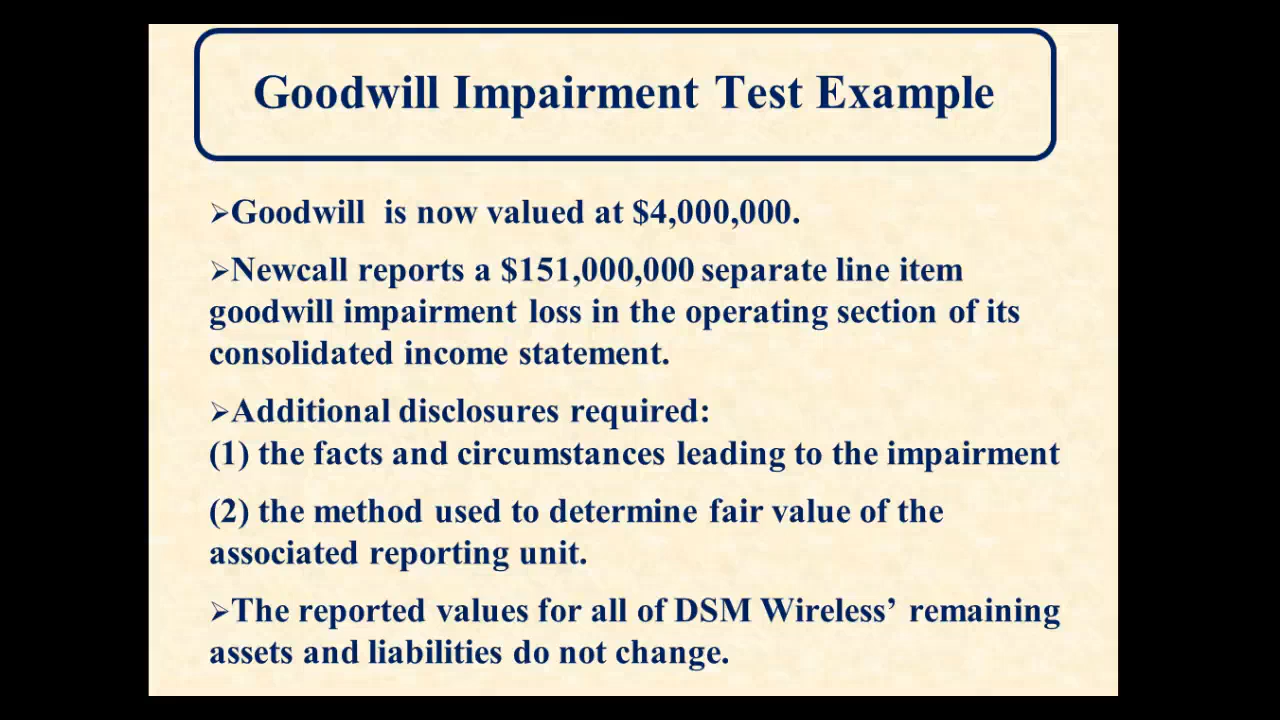 Goodwill Impairment Test Example
➢Goodwill  is now valued at $4,000,000.
➢Newcall reports a $151,000,000 separate line item
goodwill impairment loss in the operating section of its
consolidated income statement.
➢Additional disclosures required:
(1) the facts and circumstances leading to the impairment
(2) the method used to determine fair value of the
associated reporting unit.
➢The reported values for all of DSM Wireless’ remaining
assets and liabilities do not change.